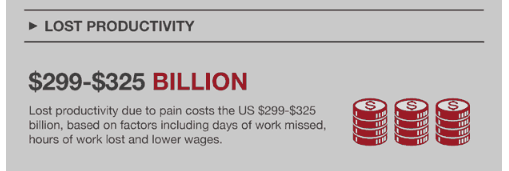 ► LOST PRODUCTIVITY
$299-$325 BILLION
Lost productivity due to pain costs the US $299-$325
billion, based on factors including days of work missed,
hours of work lost and lower wages.
$ $ $